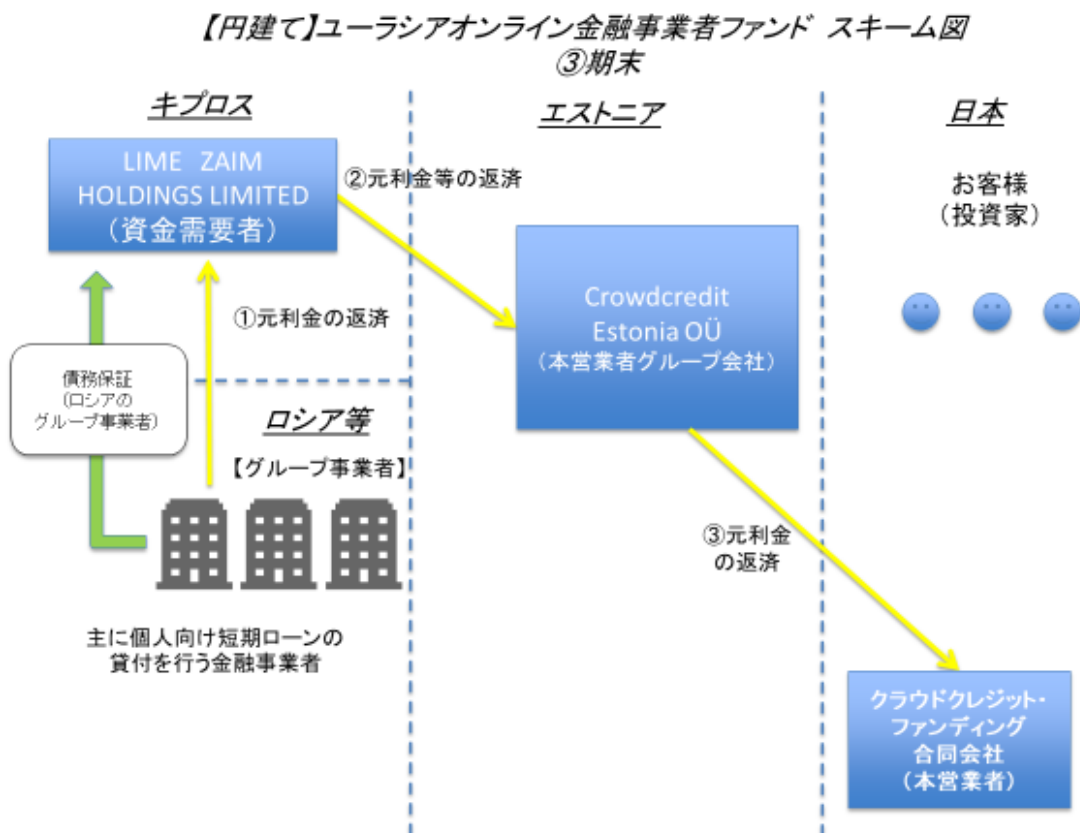 【円建て】ユーラシアオンライン金融事業者ファンド スキーム図
③期末
キプロス
エストニア
日本
LIME ZAIM
HOLDINGS LIMITED
（資金需要者）
②元利金等の返済
お客様
（投資家）
Crowdcredit
Estonia OÜ
（本営業者グループ会社）
①元利金の返済
債務保証
(ロシアの
グループ事業者)
ロシア等
【グループ事業者】
③元利金
の返済
主に個人向け短期ローンの
貸付を行う金融事業者
クラウドクレジット・
ファンディング
合同会社
（本営業者）